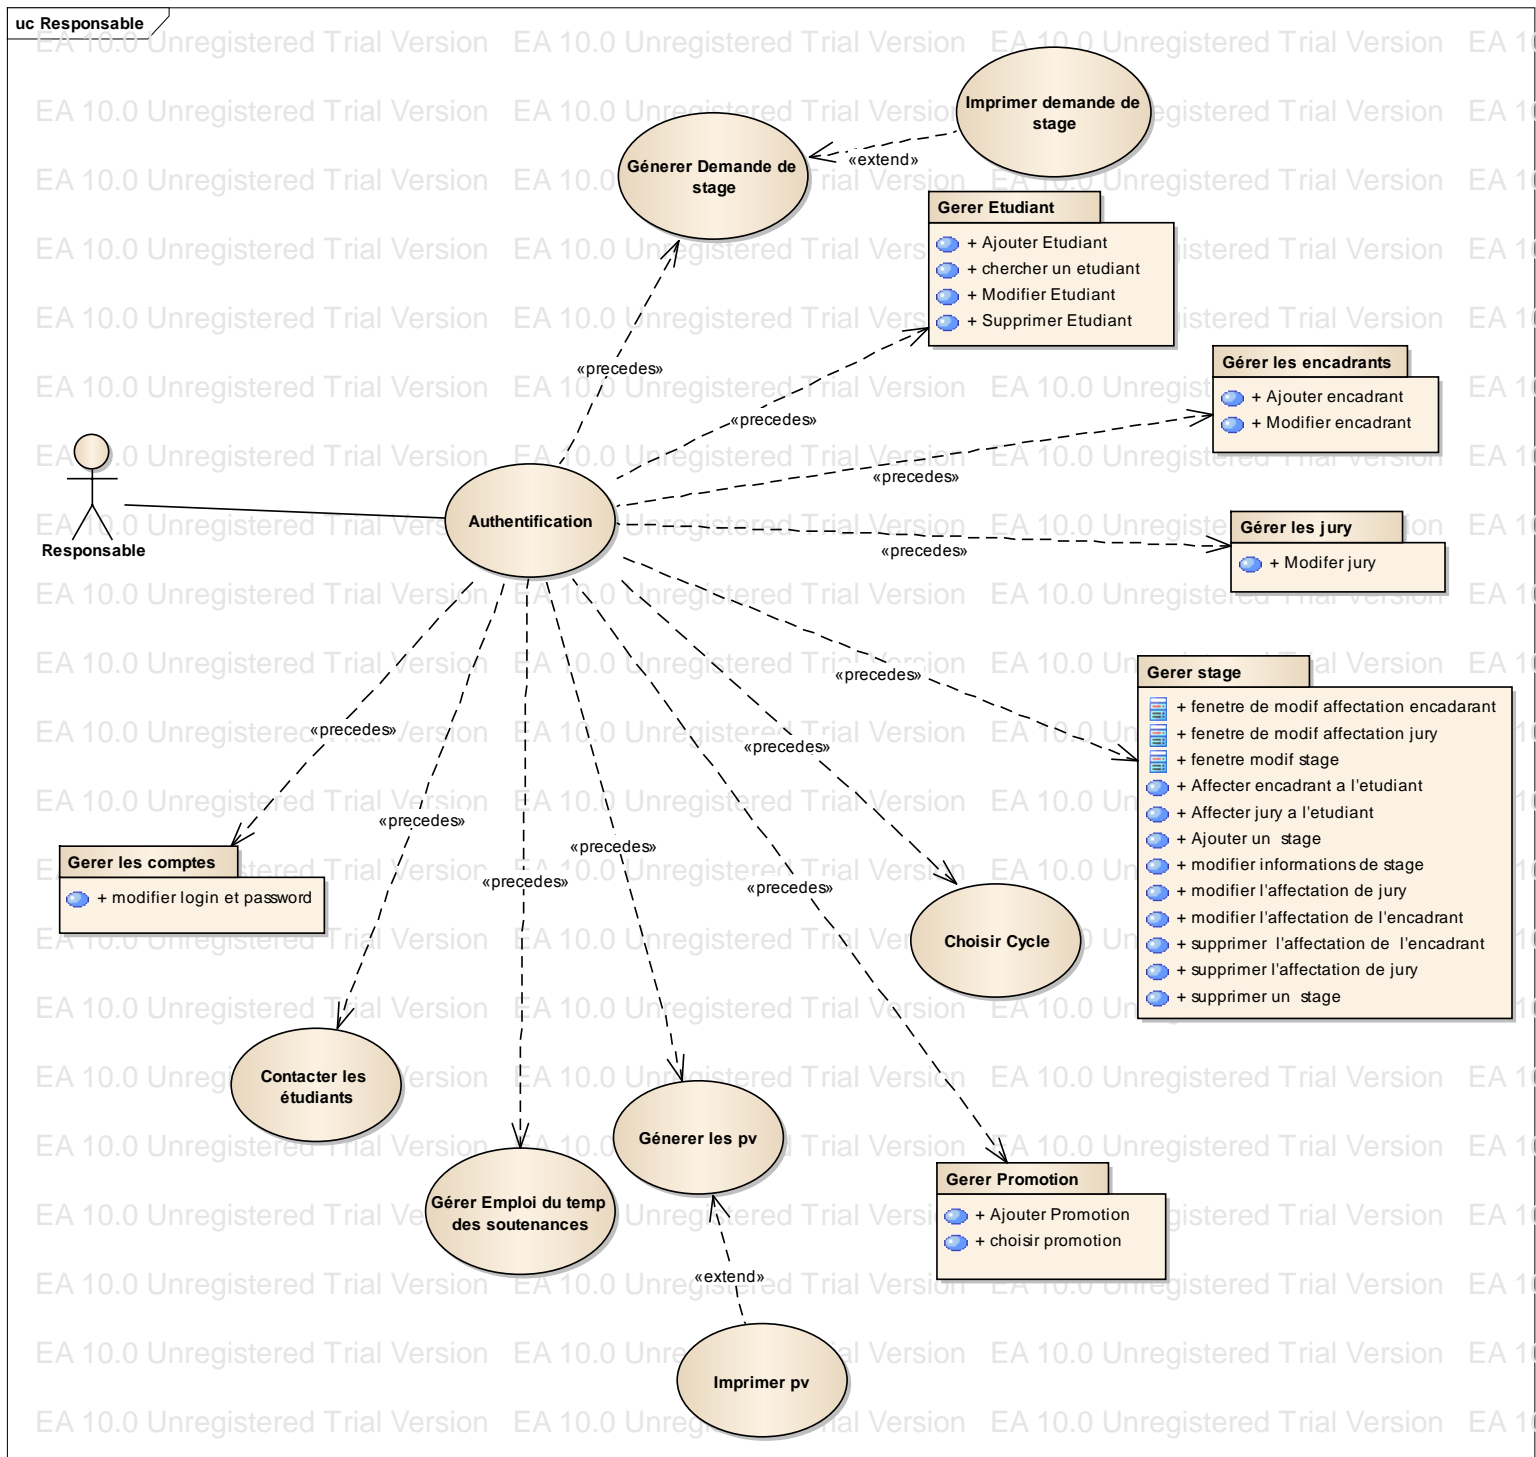 uc Responsable
EA 10.0 Unregistered Trial Version
Imprimer demande de
stage
Génerer Demande de
stage
«extend»
Gerer Etudiant
+ Ajouter Etudiant
+ chercher un etudiant
+ Modifier Etudiant
+ Supprimer Etudiant
«precedes»
Gérer les encadrants
+ Ajouter encadrant
+ Modifier encadrant
«precedes»
«precedes»
Responsable
Authentification
Gérer les jury
+ Modifer jury
«precedes»
Gerer stage
+ fenetre de modif affectation encadarant
+ fenetre de modif affectation jury
+ fenetre modif stage
+ Affecter encadrant a l'etudiant
+ Affecter jury a l'etudiant
+ Ajouter un  stage
+ modifier informations de stage
+ modifier l'affectation de jury
+ modifier l'affectation de l'encadrant
+ supprimer  l'affectation de  l'encadrant
+ supprimer l'affectation de jury
+ supprimer un  stage
«precedes»
«precedes»
«precedes»
«precedes»
«precedes»
«precedes»
«precedes»
Gerer les comptes
+ modifier login et password
Choisir Cycle
Contacter les
étudiants
Génerer les pv
Gérer Emploi du temp
des soutenances
Gerer Promotion
+ Ajouter Promotion
+ choisir promotion
«extend»
Imprimer pv